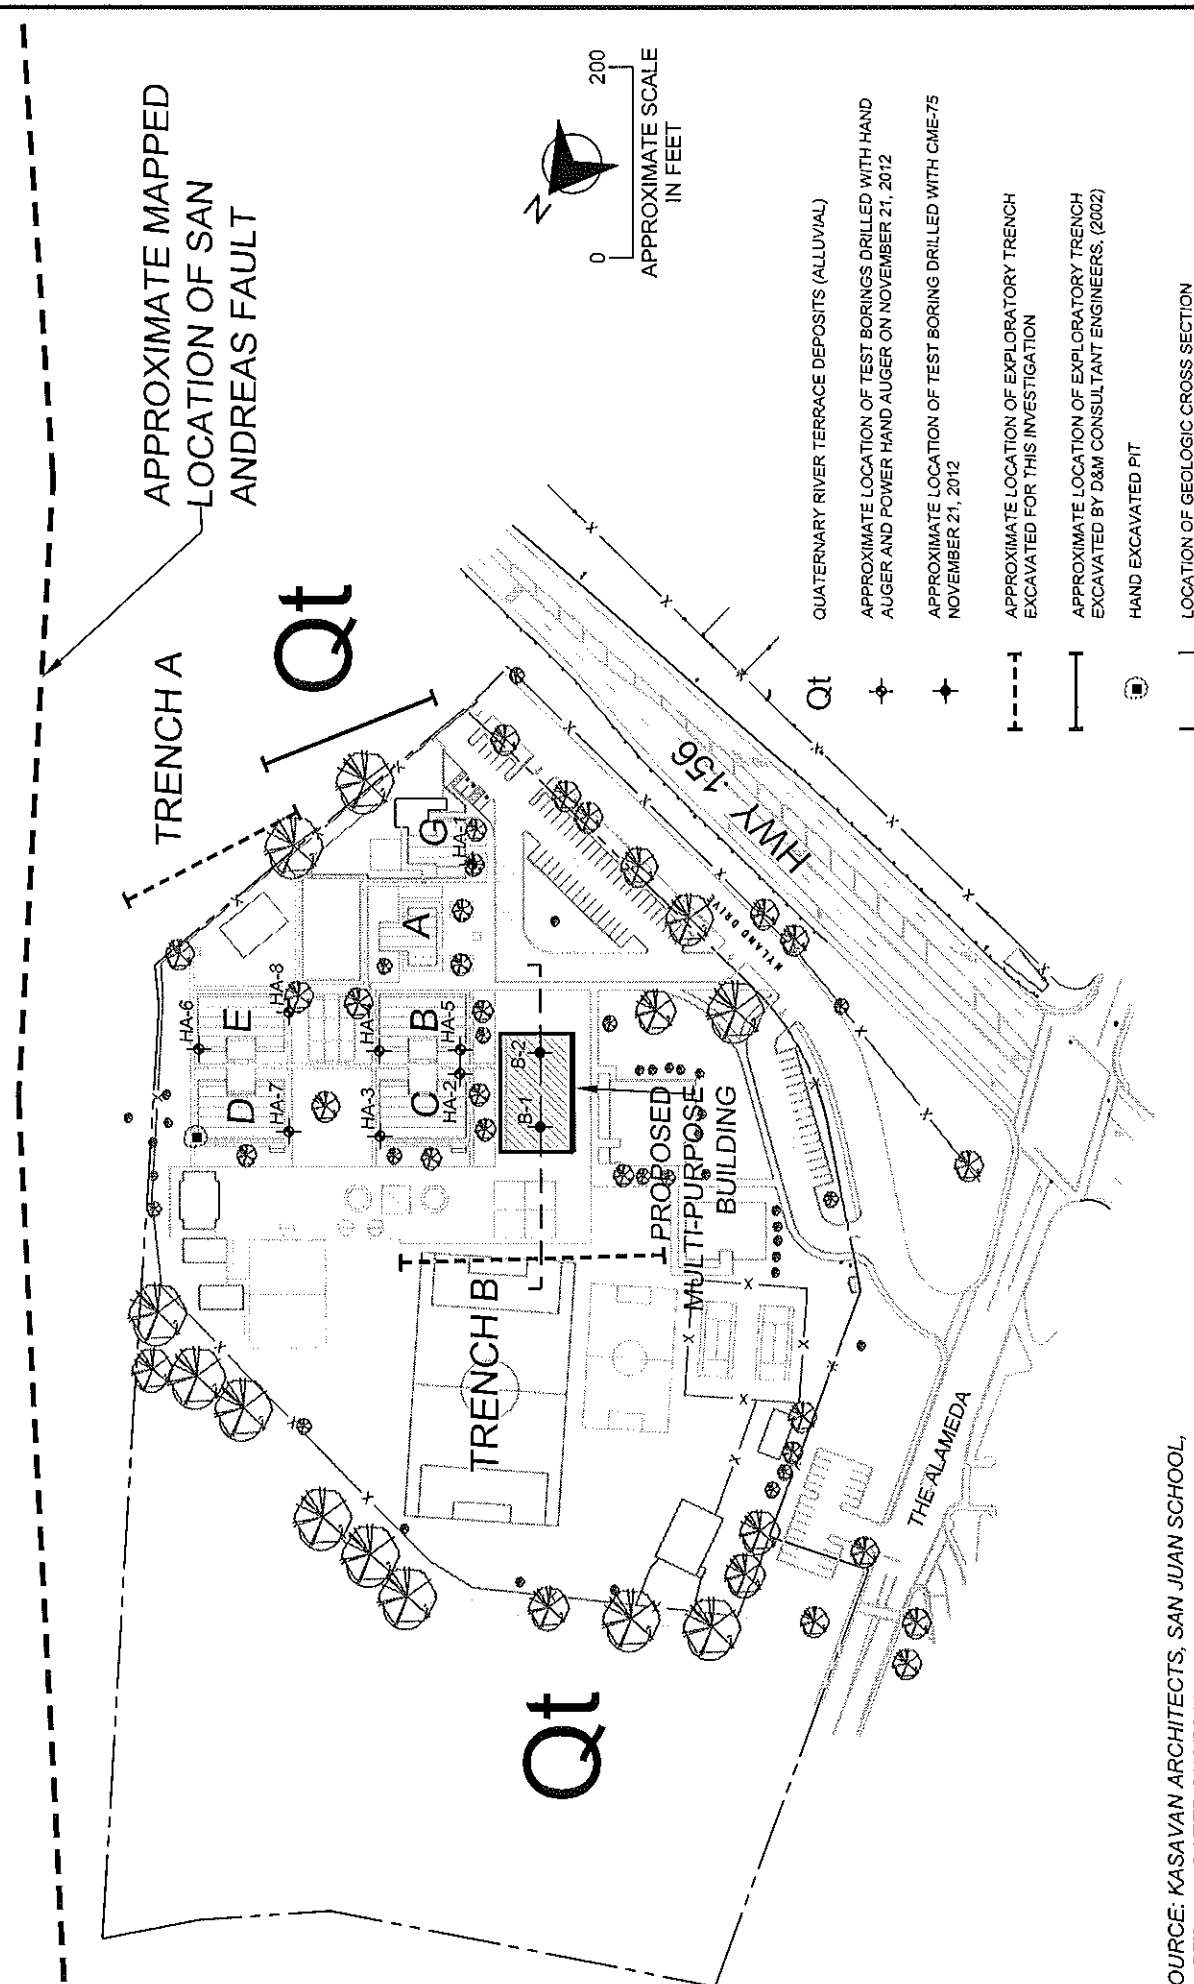 APPROXIMATE MAPPED
LOCATION OF SAN
ANDREAS FAULT
TRENCH A
Qt
N
0 200
APPROXIMATE SCALE
IN FEET
HA-6
HA-8
D E
HA-7
HA-3
C B
HA-2
HA-5
A
G
HA-1
B-1
B-2
PROPOSED
MULTI-PURPOSE
BUILDING
TRENCH B
HYLAND DRIVE
HWY 156
THE ALAMEDA
Qt
Qt QUATERNARY RIVER TERRACE DEPOSITS (ALLUVIAL)
APPROXIMATE LOCATION OF TEST BORINGS DRILLED WITH HAND
AUGER AND POWER HAND AUGER ON NOVEMBER 21, 2012
APPROXIMATE LOCATION OF TEST BORING DRILLED WITH CME-75
NOVEMBER 21, 2012
APPROXIMATE LOCATION OF EXPLORATORY TRENCH
EXCAVATED FOR THIS INVESTIGATION
APPROXIMATE LOCATION OF EXPLORATORY TRENCH
EXCAVATED BY D&M CONSULTANT ENGINEERS, (2002)
HAND EXCAVATED PIT
LOCATION OF GEOLOGIC CROSS SECTION
OURCE: KASAVAN ARCHITECTS, SAN JUAN SCHOOL,